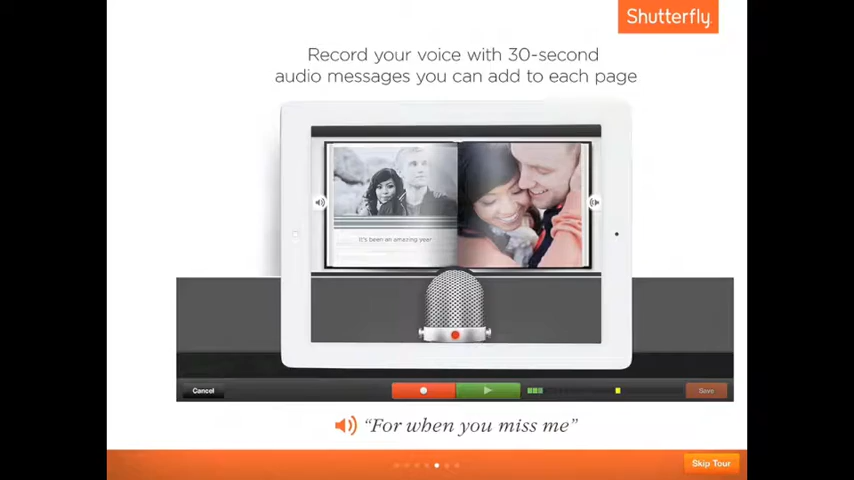 Shutterfly.
Record your voice with 30-second
audio messages you can add to each page
It's been an amazing year
Cancel
Save
“For when you miss me”
Skip Tour